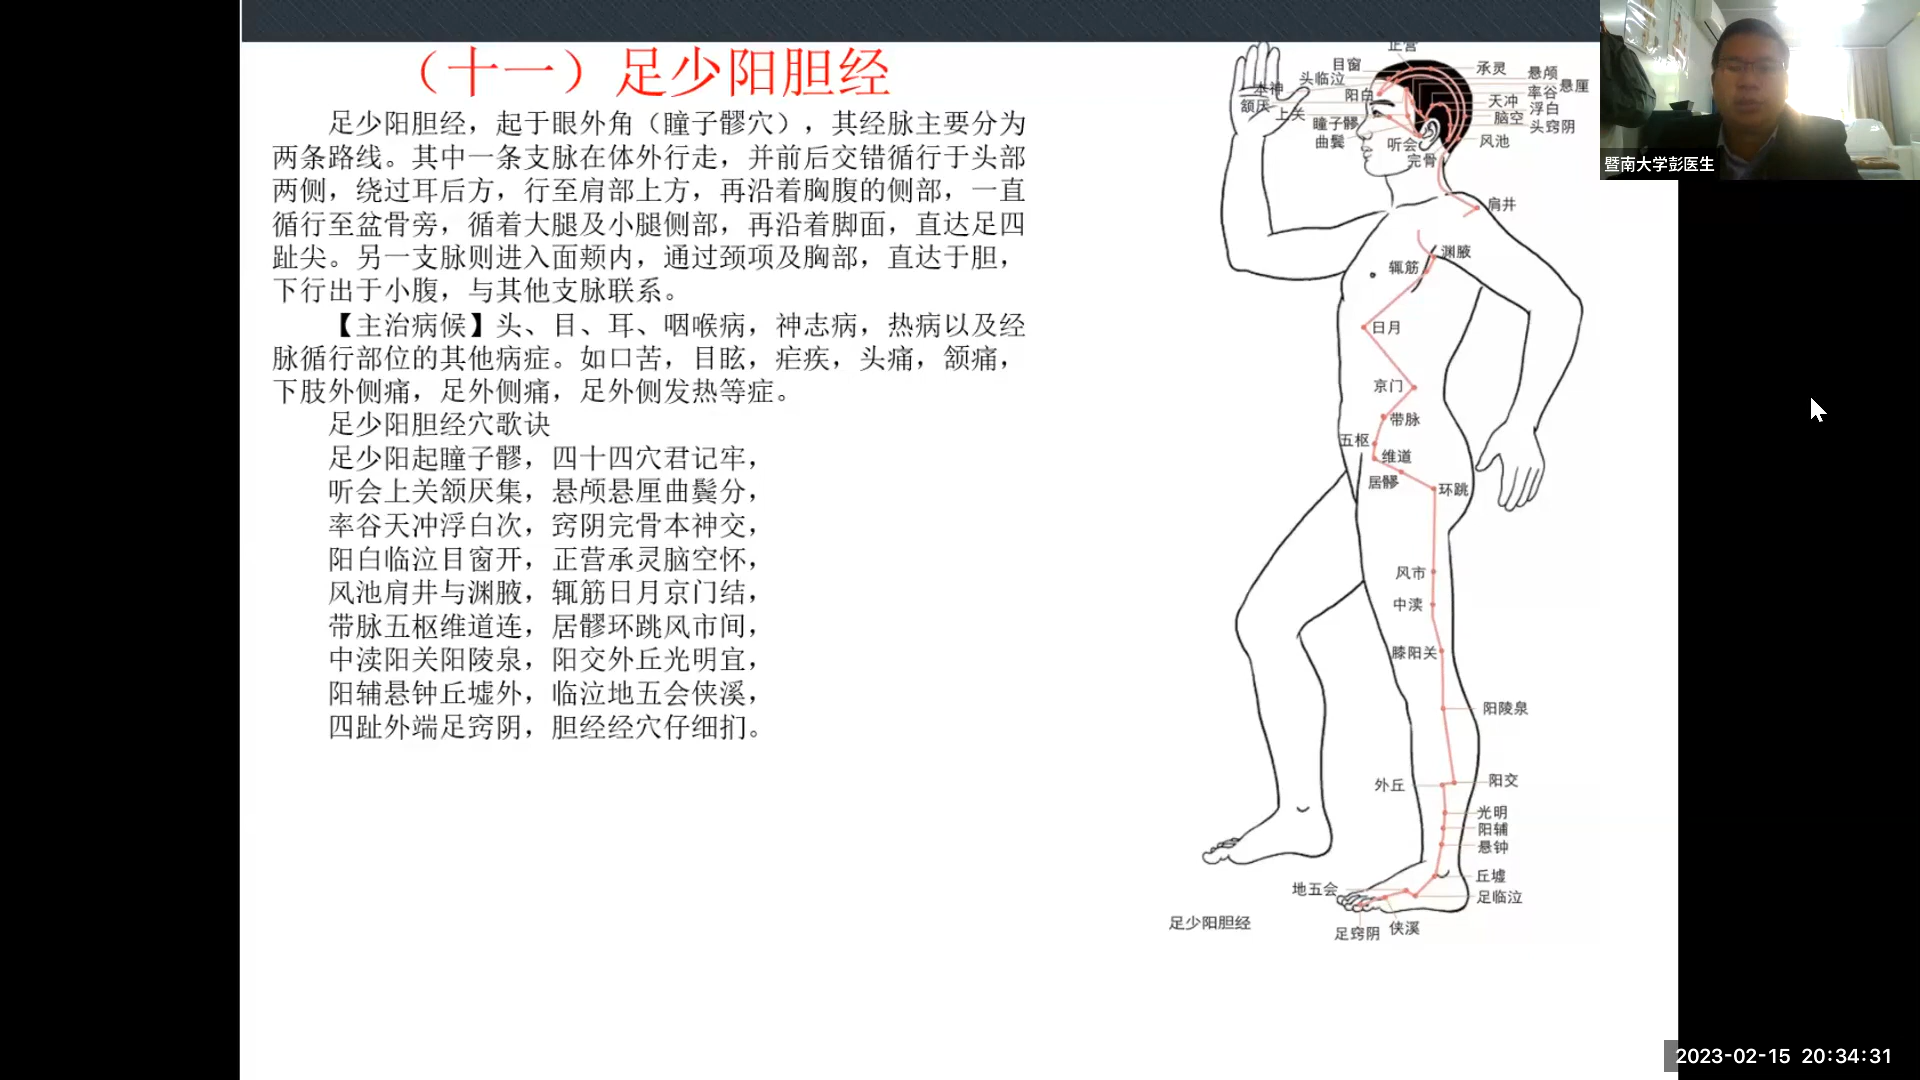 （十一）足少阳胆经
足少阳胆经，起于眼外角（瞳子髎穴），其经脉主要分为
两条路线。其中一条支脉在体外行走，并前后交错循行于头部
两侧，绕过耳后方，行至肩部上方，再沿着胸腹的侧部，一直
循行至盆骨旁，循着大腿及小腿侧部，再沿着脚面，直达足四
趾尖。另一支脉则进入面颊内，通过颈项及胸部，直达于胆，
下行出于小腹，与其他支脉联系。
【主治病候】头、目、耳、咽喉病，神志病，热病以及经
脉循行部位的其他病症。如口苦，目眩，疟疾，头痛，颔痛，
下肢外侧痛，足外侧痛，足外侧发热等症。
足少阳胆经穴歌诀
足少阳起瞳子髎，四十四穴君记牢，
听会上关颔厌集，悬颅悬厘曲鬓分，
率谷天冲浮白次，窍阴完骨本神交，
阳白临泣目窗开，正营承灵脑空怀，
风池肩井与渊腋，辄筋日月京门结，
带脉五枢维道连，居髎环跳风市间，
中渎阳关阳陵泉，阳交外丘光明宜，
阳辅悬钟丘墟外，临泣地五会侠溪，
四趾外端足窍阴，胆经经穴仔细扪。
正营
目窗
头临泣
本神
阳白
颔厌
上关
瞳子髎
曲鬓
听会
完骨
承灵
悬颅
悬厘
率谷
天冲
浮白
脑空
头窍阴
风池
肩井
渊腋
辄筋
日月
京门
带脉
五枢
维道
居髎
环跳
风市
中渎
膝阳关
阳陵泉
外丘
阳交
光明
阳辅
悬钟
丘墟
地五会
足临泣
侠溪
足窍阴
足少阳胆经
暨南大学彭医生
2023-02-15 20:34:31